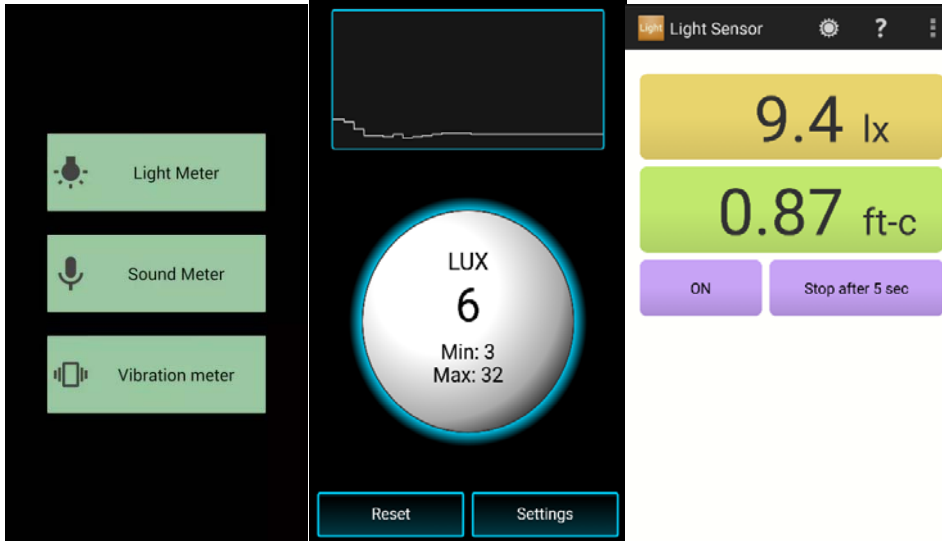 Light Meter
Sound Meter
Vibration meter
LUX
6
Min: 3
Max: 32
Reset
Settings
Light
Light Sensor
?
9.4 lx
0.87 ft-c
ON
Stop after 5 sec